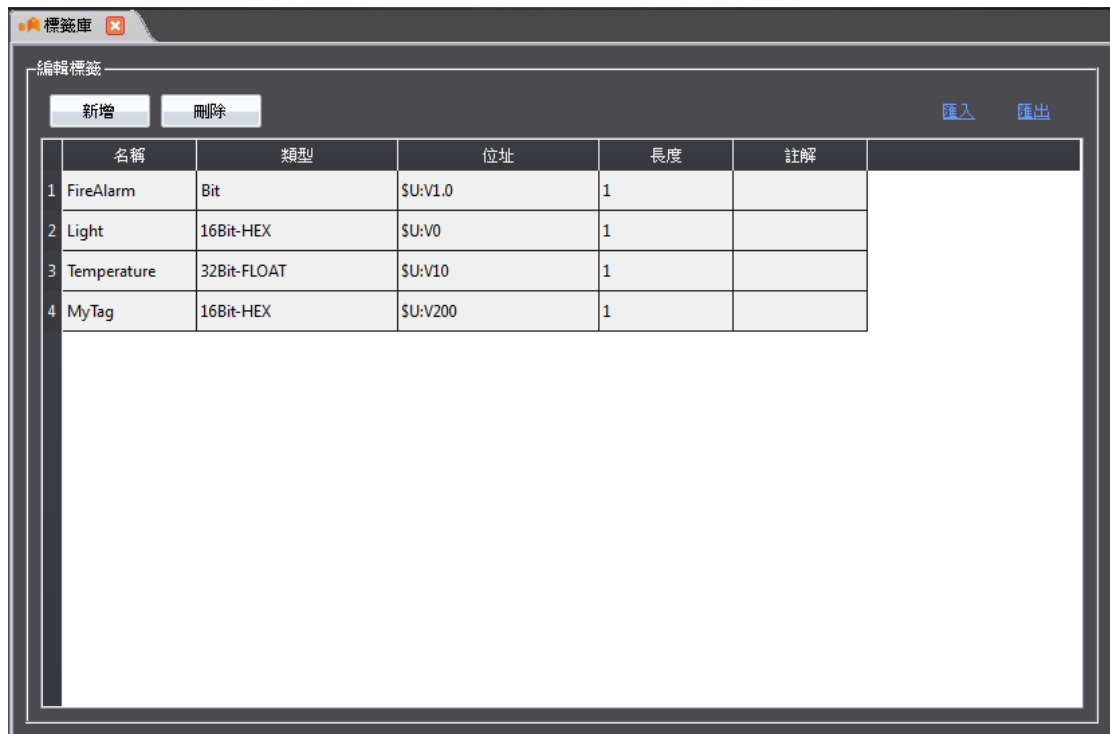 標籤庫
編輯標籤
新增 刪除 匯入 匯出
名稱 類型 位址 長度 註解
1 FireAlarm Bit $U:V1.0 1
2 Light 16Bit-HEX $U:V0 1
3 Temperature 32Bit-FLOAT $U:V10 1
4 MyTag 16Bit-HEX $U:V200 1